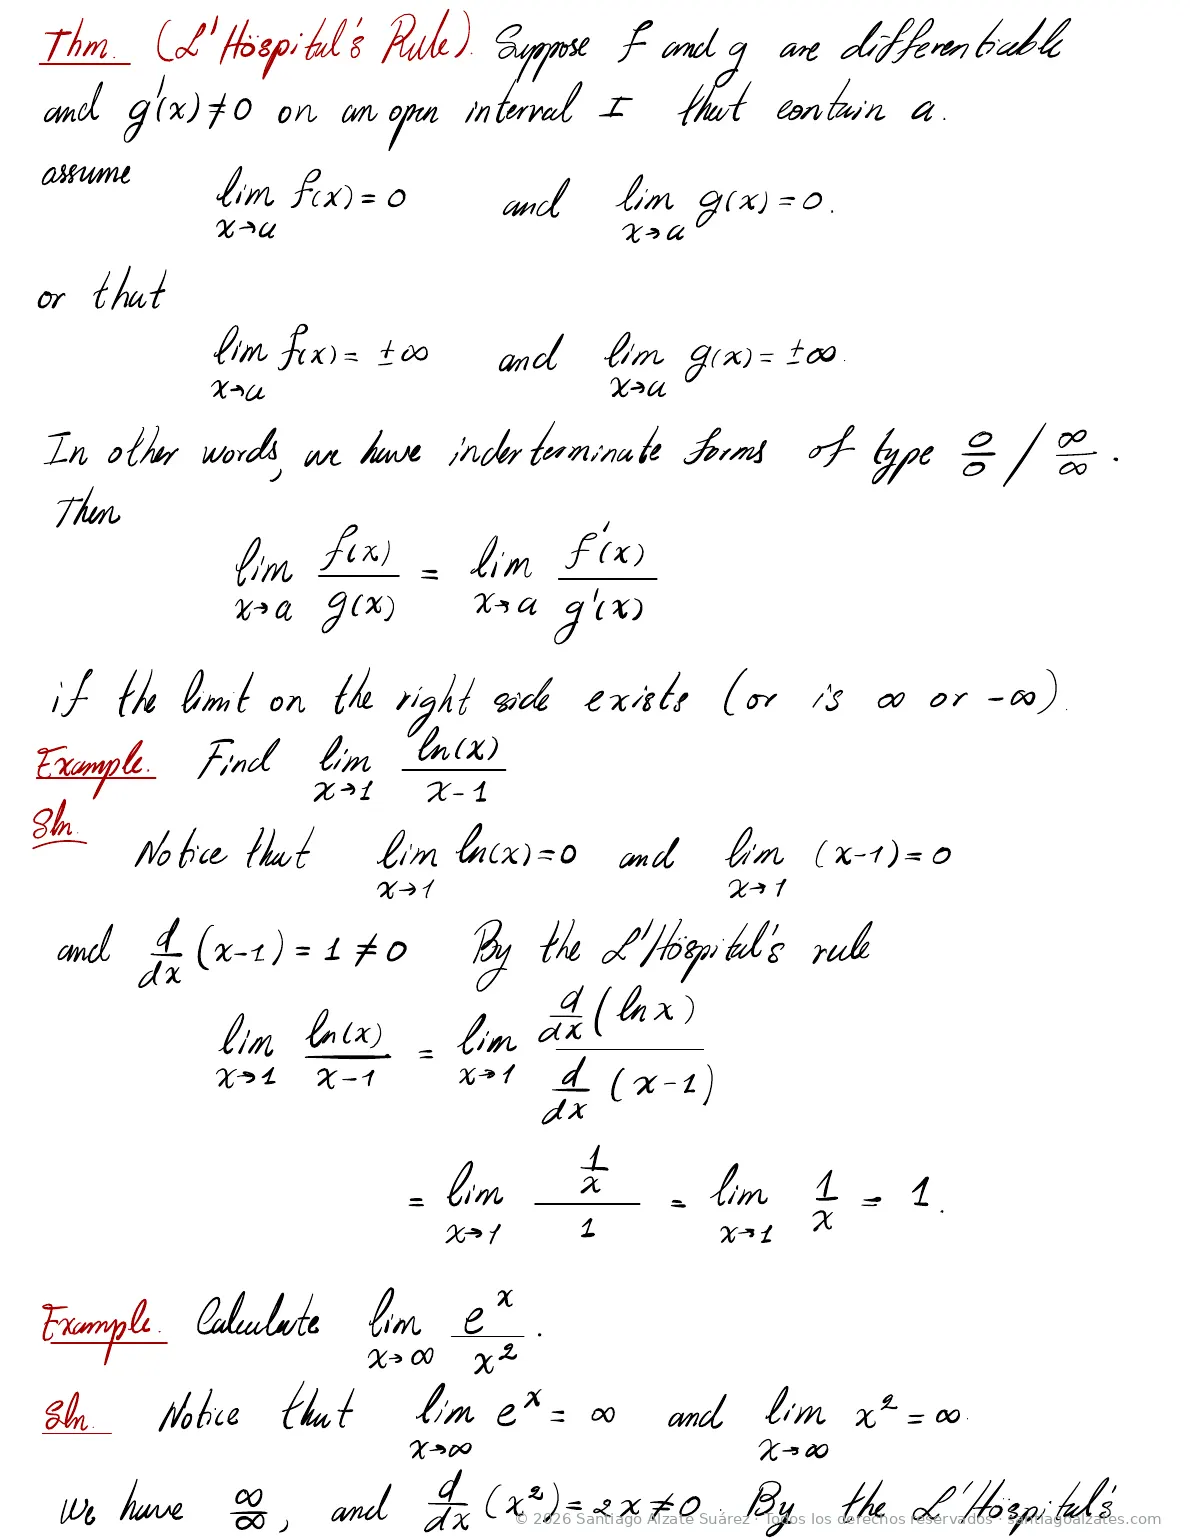 Thm. (L'Hospital's Rule). Suppose f and g are differentiable
and g'(x) ≠ 0 on an open interval I that contain a.
assume lim_{x→a} f(x) = 0 and lim_{x→a} g(x) = 0.
or that
lim_{x→a} f(x) = ±∞ and lim_{x→a} g(x) = ±∞.
In other words, we have inderterminate forms of type 0/0 / ∞/∞.
Then
lim_{x→a} f(x)/g(x) = lim_{x→a} f'(x)/g'(x)
if the limit on the right side exists (or is ∞ or -∞).
Example. Find lim_{x→1} ln(x)/(x-1)
Sln.
Notice that lim_{x→1} ln(x) = 0 and lim_{x→1} (x-1) = 0
and d/dx (x-1) = 1 ≠ 0 By the L'Hospital's rule
lim_{x→1} ln(x)/(x-1) = lim_{x→1} (d/dx (ln x))/(d/dx (x-1))
= lim_{x→1} (1/x)/1 = lim_{x→1} 1/x = 1.
Example. Calculate lim_{x→∞} e^x/x^2.
Sln. Notice that lim_{x→∞} e^x = ∞ and lim_{x→∞} x^2 = ∞.
We have ∞/∞, and d/dx (x^2) = 2x ≠ 0. By the L'Hospital's
© 2026 Santiago Alzate Suárez · Todos los derechos reservados · santiagoalzates.com